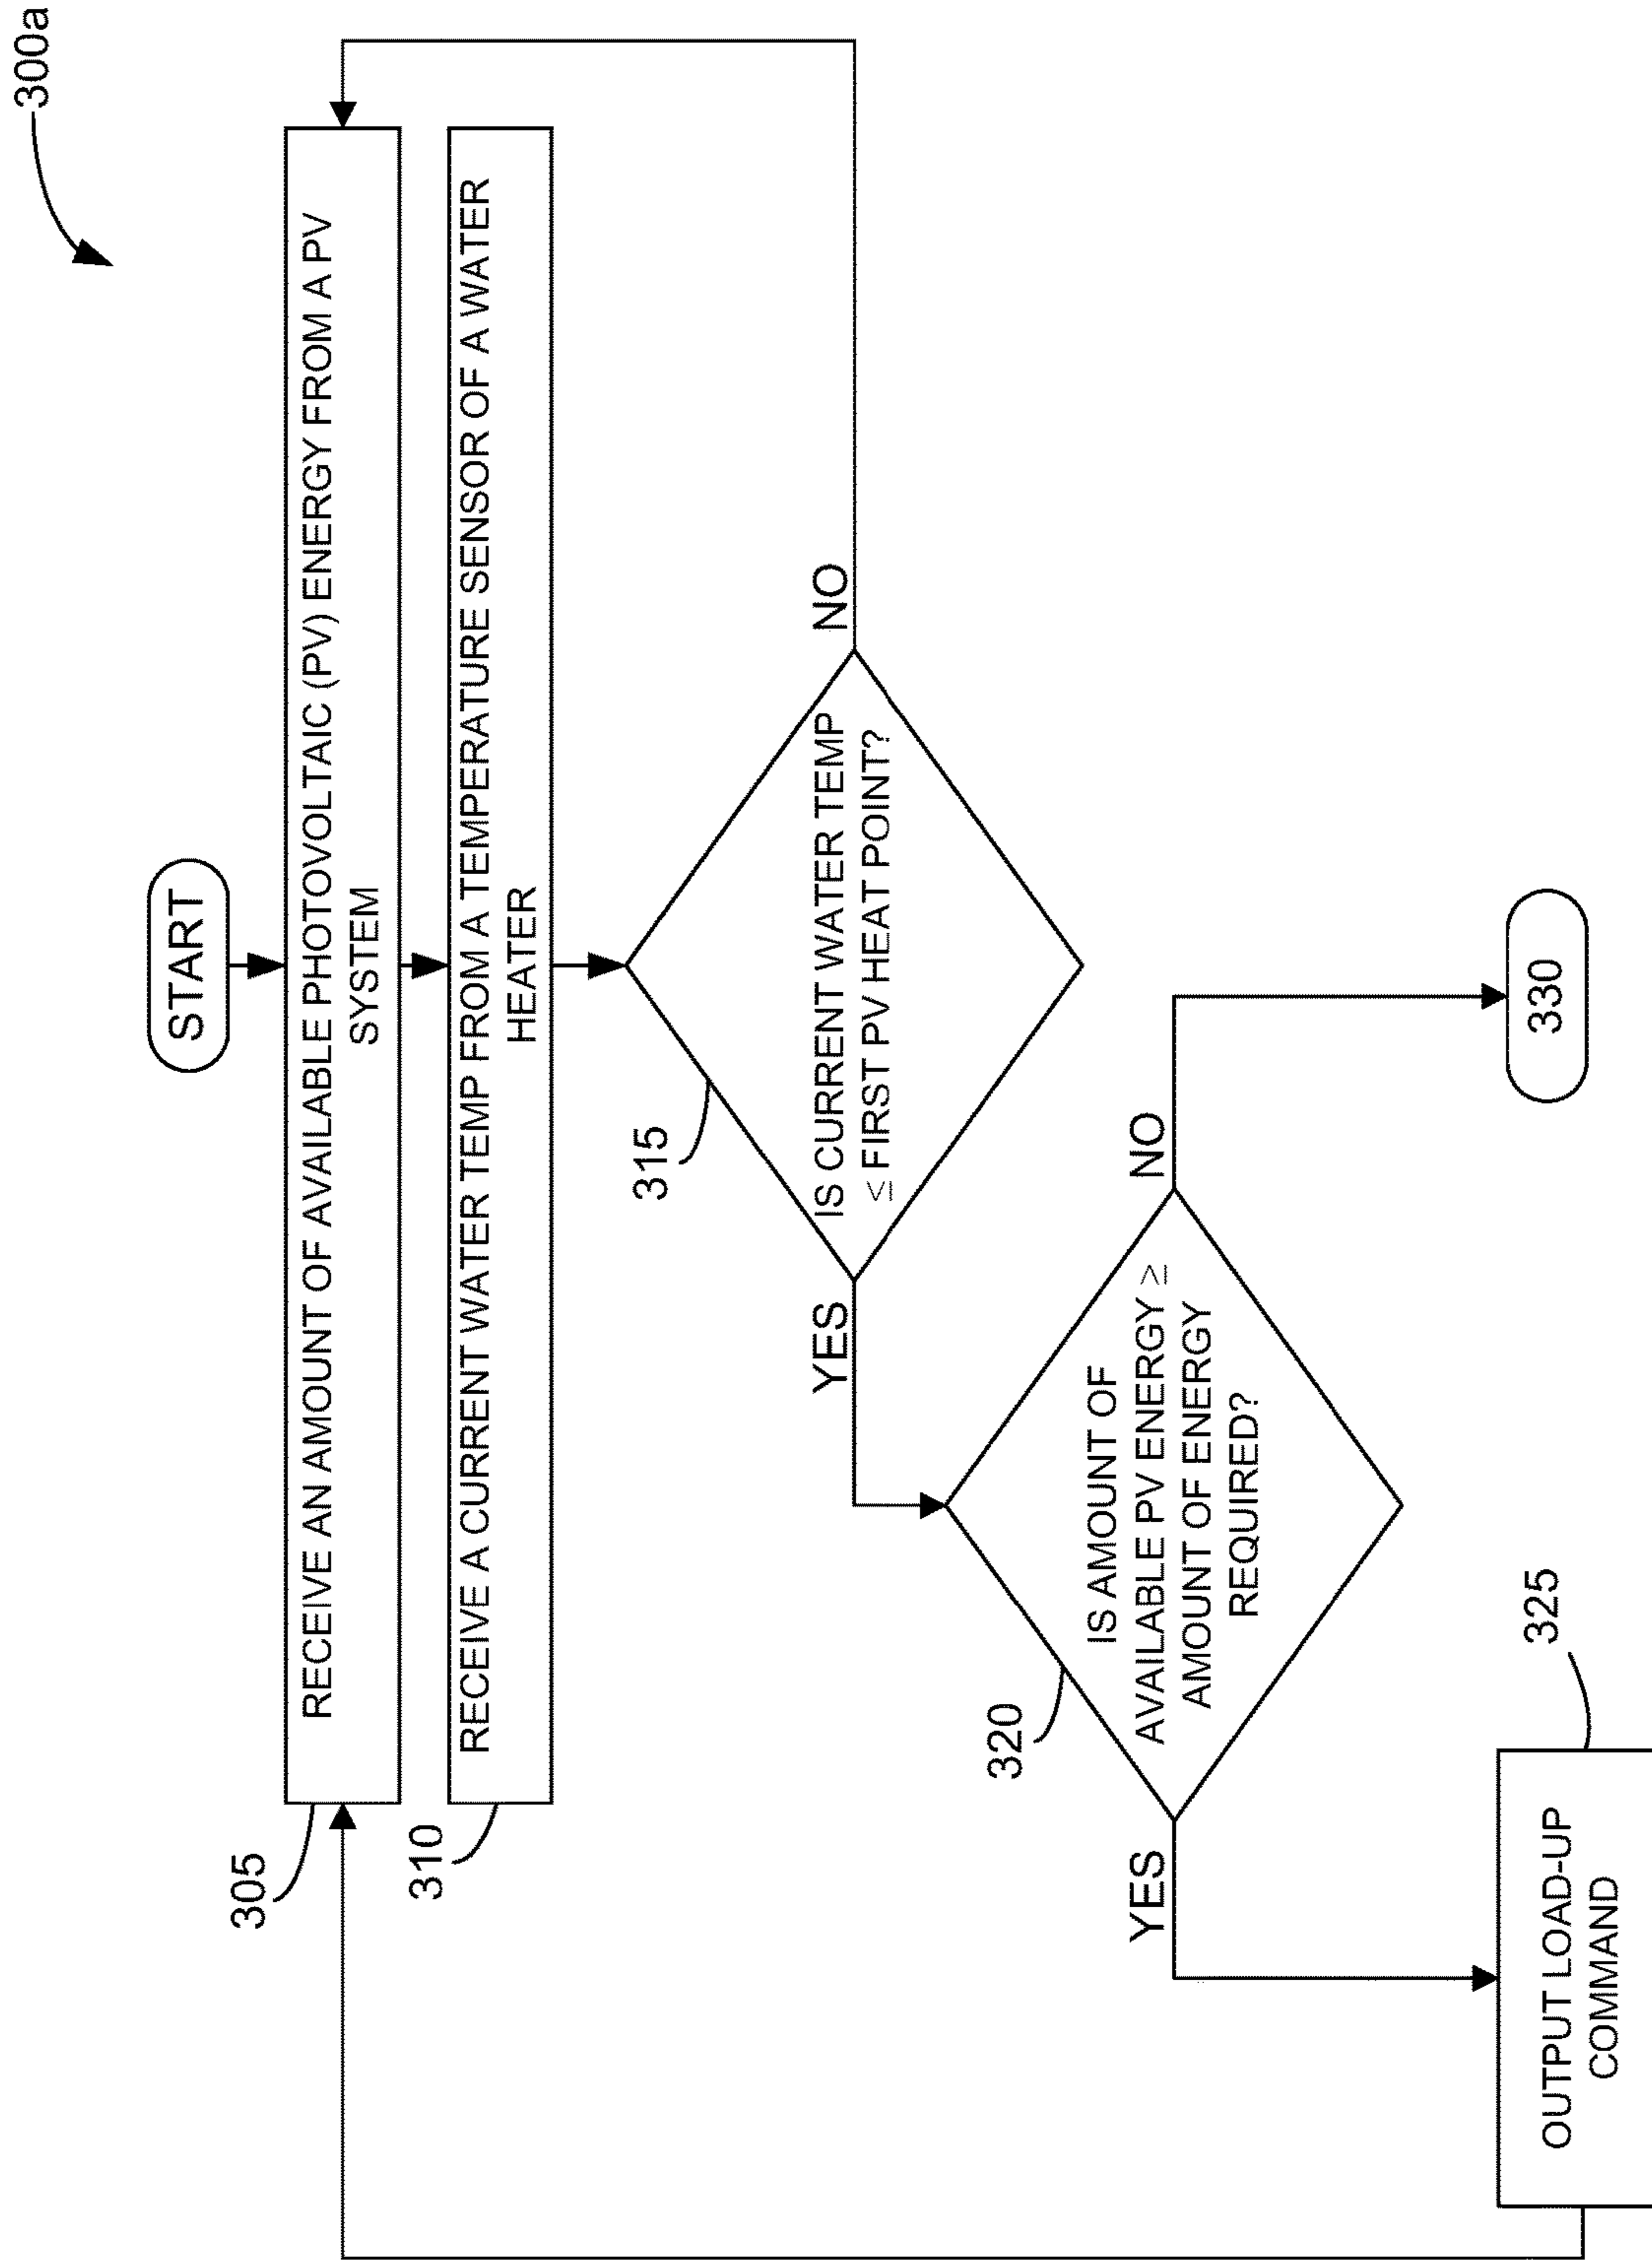 300a
START
305
RECEIVE AN AMOUNT OF AVAILABLE PHOTOVOLTAIC (PV) ENERGY FROM A PV
SYSTEM
310
RECEIVE A CURRENT WATER TEMP FROM A TEMPERATURE SENSOR OF A WATER
HEATER
315
IS CURRENT WATER TEMP
≤ FIRST PV HEAT POINT?
YES
NO
320
IS AMOUNT OF
AVAILABLE PV ENERGY ≥
AMOUNT OF ENERGY
REQUIRED?
YES
NO
325
OUTPUT LOAD-UP
COMMAND
330